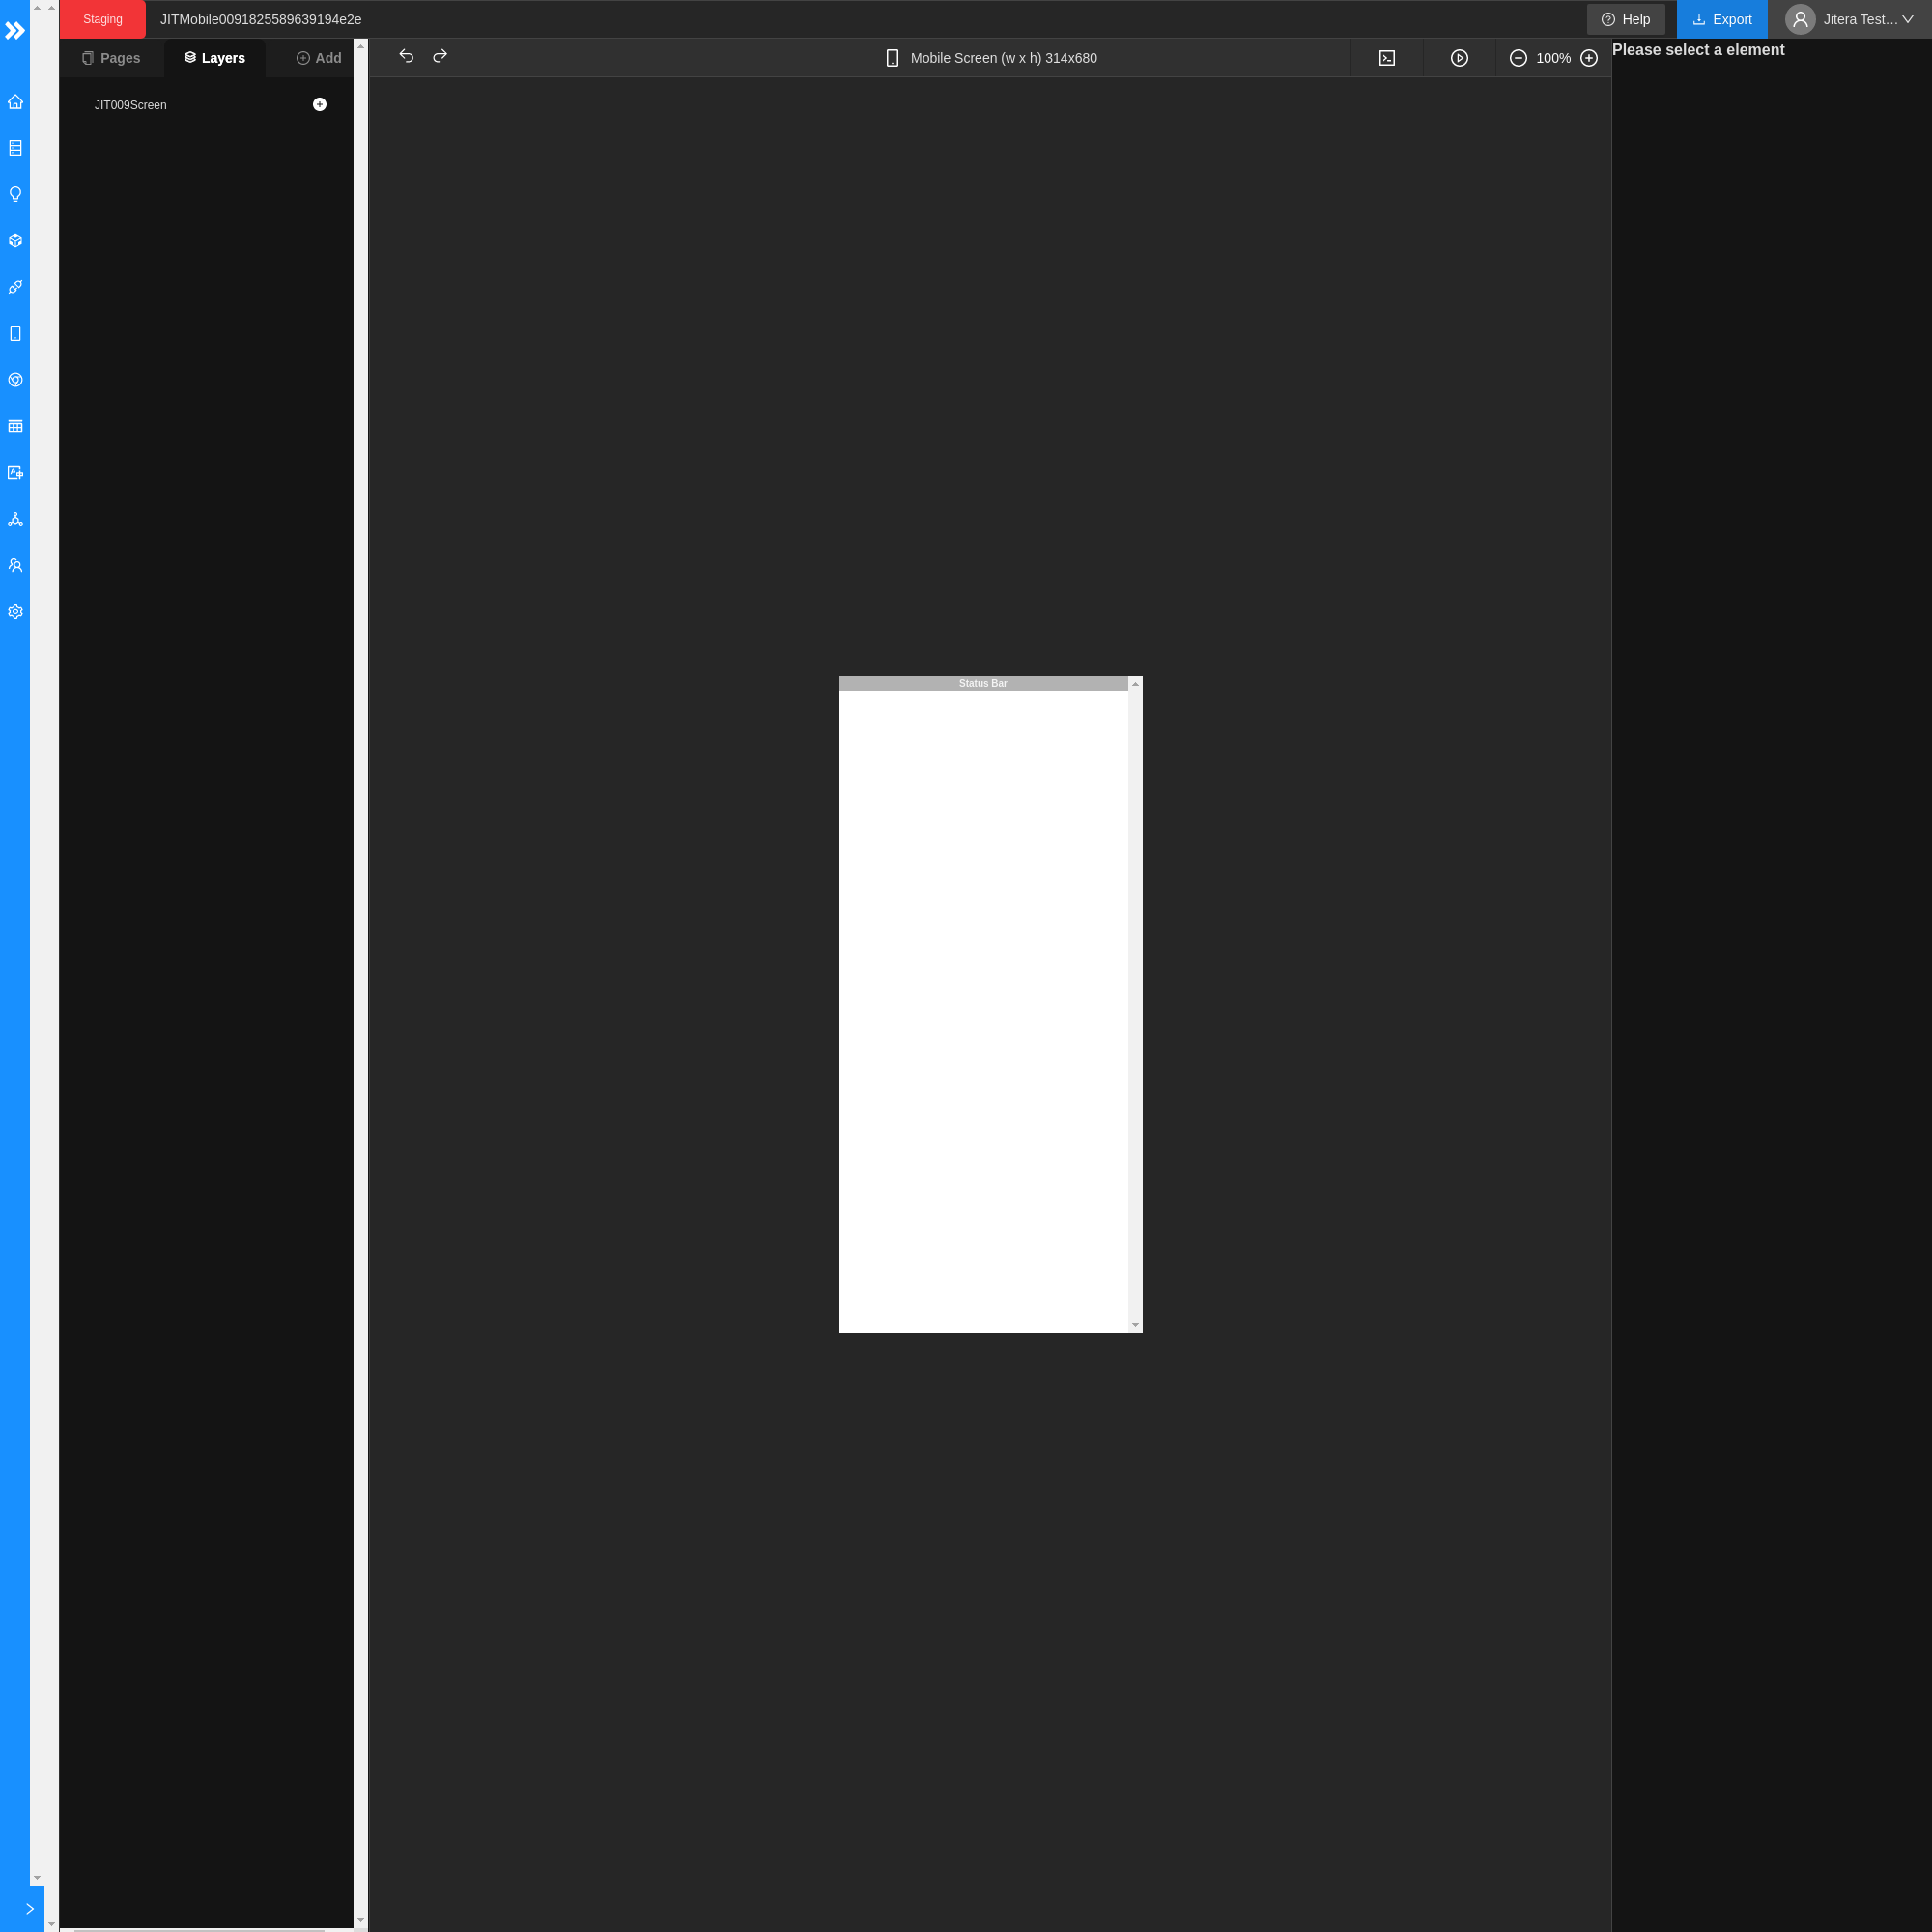 Staging
JITMobile0091825589639194e2e
Help
Export
Jitera Test...
Pages
Layers
Add
Mobile Screen (w x h) 314x680
100%
Please select a element
JIT009Screen
Status Bar